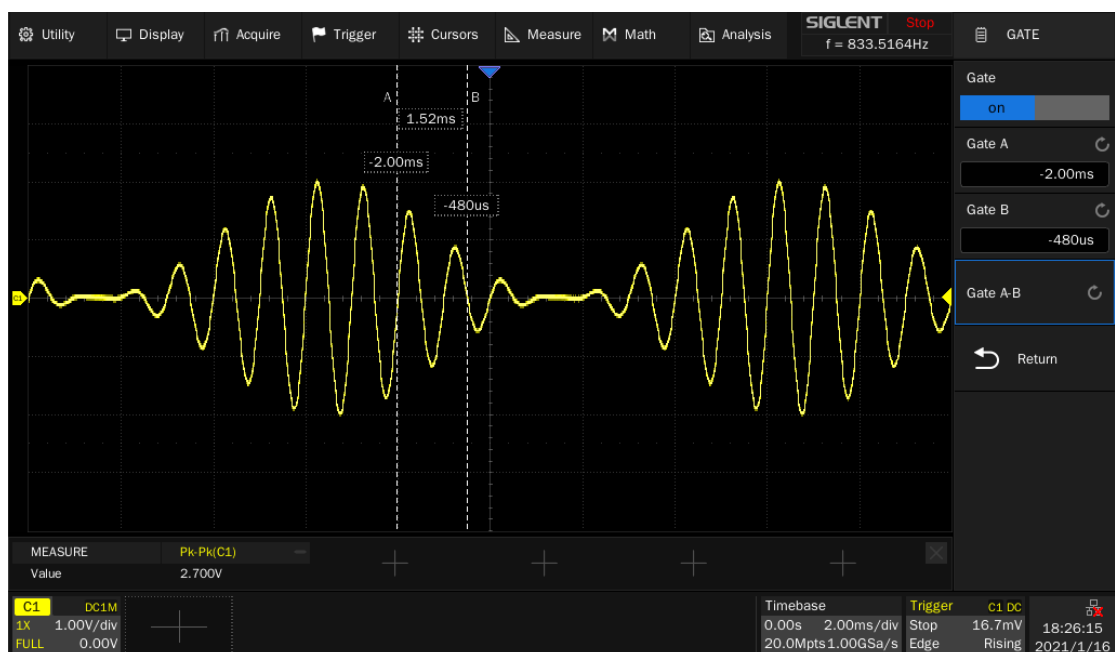 Utility Display Acquire Trigger Cursors Measure Math Analysis SIGLENT Stop
f = 833.5164Hz
GATE
Gate
on
Gate A
-2.00ms
Gate B
-480us
Gate A-B
Return
A B
1.52ms
-2.00ms
-480us
C1
MEASURE Pk-Pk(C1)
Value 2.700V
C1 DC1M
1X 1.00V/div
FULL 0.00V
Timebase
0.00s 2.00ms/div
20.0Mpts 1.00GSa/s
Trigger C1 DC
Stop 16.7mV
Edge Rising
18:26:15
2021/1/16